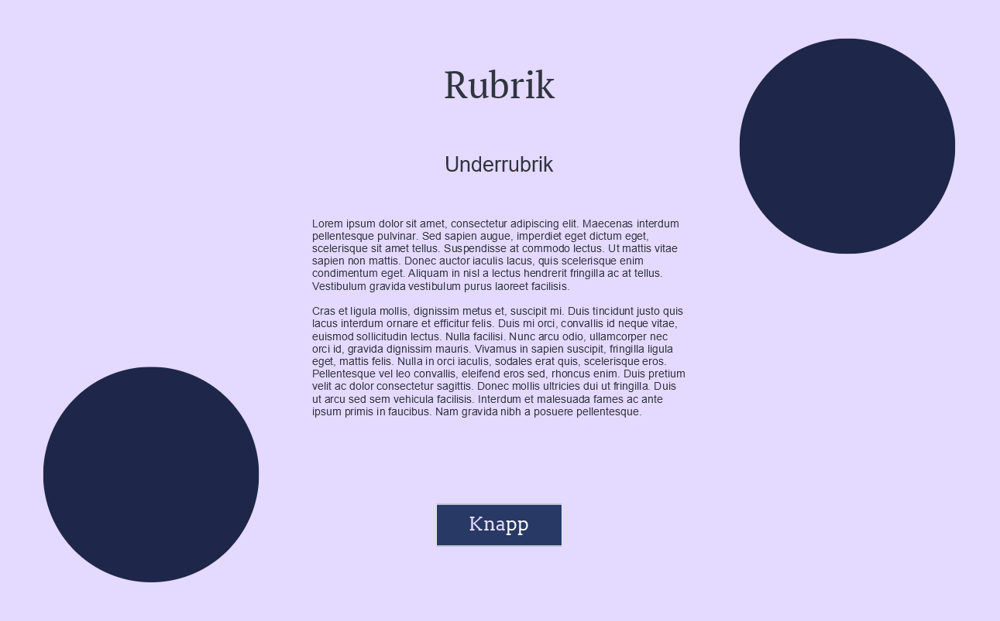 Rubrik
Underrubrik
Lorem ipsum dolor sit amet, consectetur adipiscing elit. Maecenas interdum
pellentesque pulvinar. Sed sapien augue, imperdiet eget dictum eget,
scelerisque sit amet tellus. Suspendisse at commodo lectus. Ut mattis vitae
sapien non mattis. Donec auctor iaculis lacus, quis scelerisque enim
condimentum eget. Aliquam in nisl a lectus hendrerit fringilla ac at tellus.
Vestibulum gravida vestibulum purus laoreet facilisis.
Cras et ligula mollis, dignissim metus et, suscipit mi. Duis tincidunt justo quis
lacus interdum ornare et efficitur felis. Duis mi orci, convallis id neque vitae,
euismod sollicitudin lectus. Nulla facilisi. Nunc arcu odio, ullamcorper nec
orci id, gravida dignissim mauris. Vivamus in sapien suscipit, fringilla ligula
eget, mattis felis. Nulla in orci iaculis, sodales erat quis, scelerisque eros.
Pellentesque vel leo convallis, eleifend eros sed, rhoncus enim. Duis pretium
velit ac dolor consectetur sagittis. Donec mollis ultricies dui ut fringilla. Duis
ut arcu sed sem vehicula facilisis. Interdum et malesuada fames ac ante
ipsum primis in faucibus. Nam gravida nibh a posuere pellentesque.
Knapp